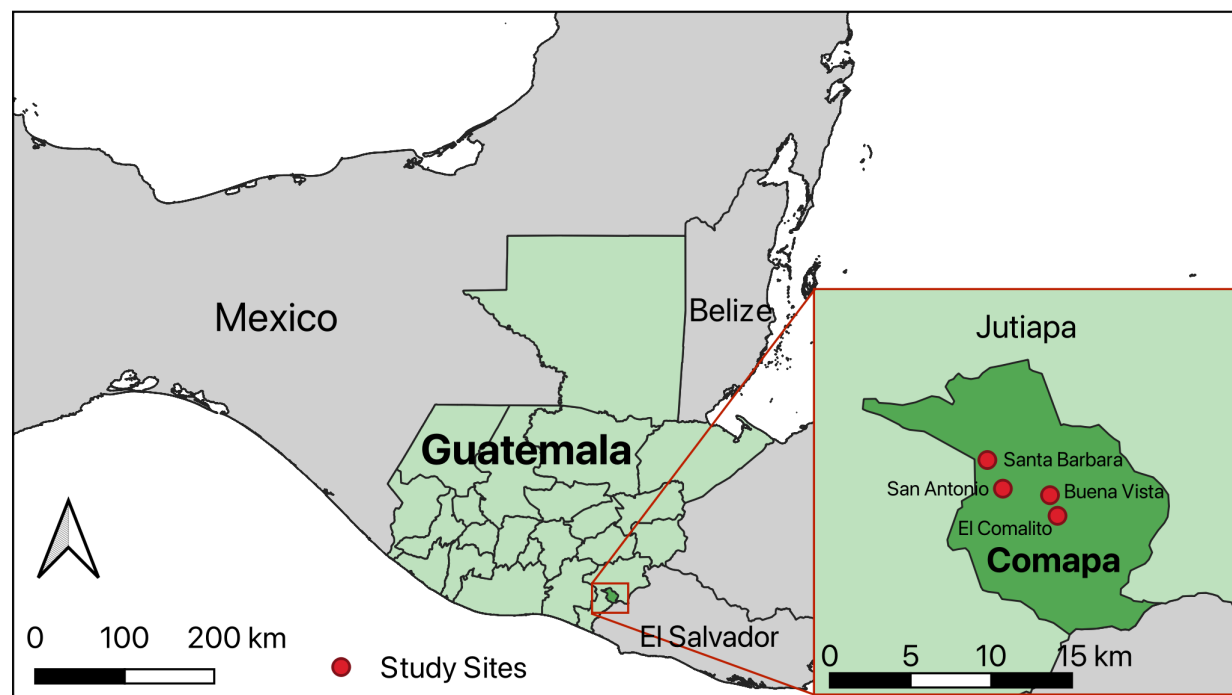 Mexico
Belize
Guatemala
El Salvador
0 100 200 km
Study Sites
Jutiapa
Santa Barbara
San Antonio
Buena Vista
El Comalito
Comapa
0 5 10 15 km